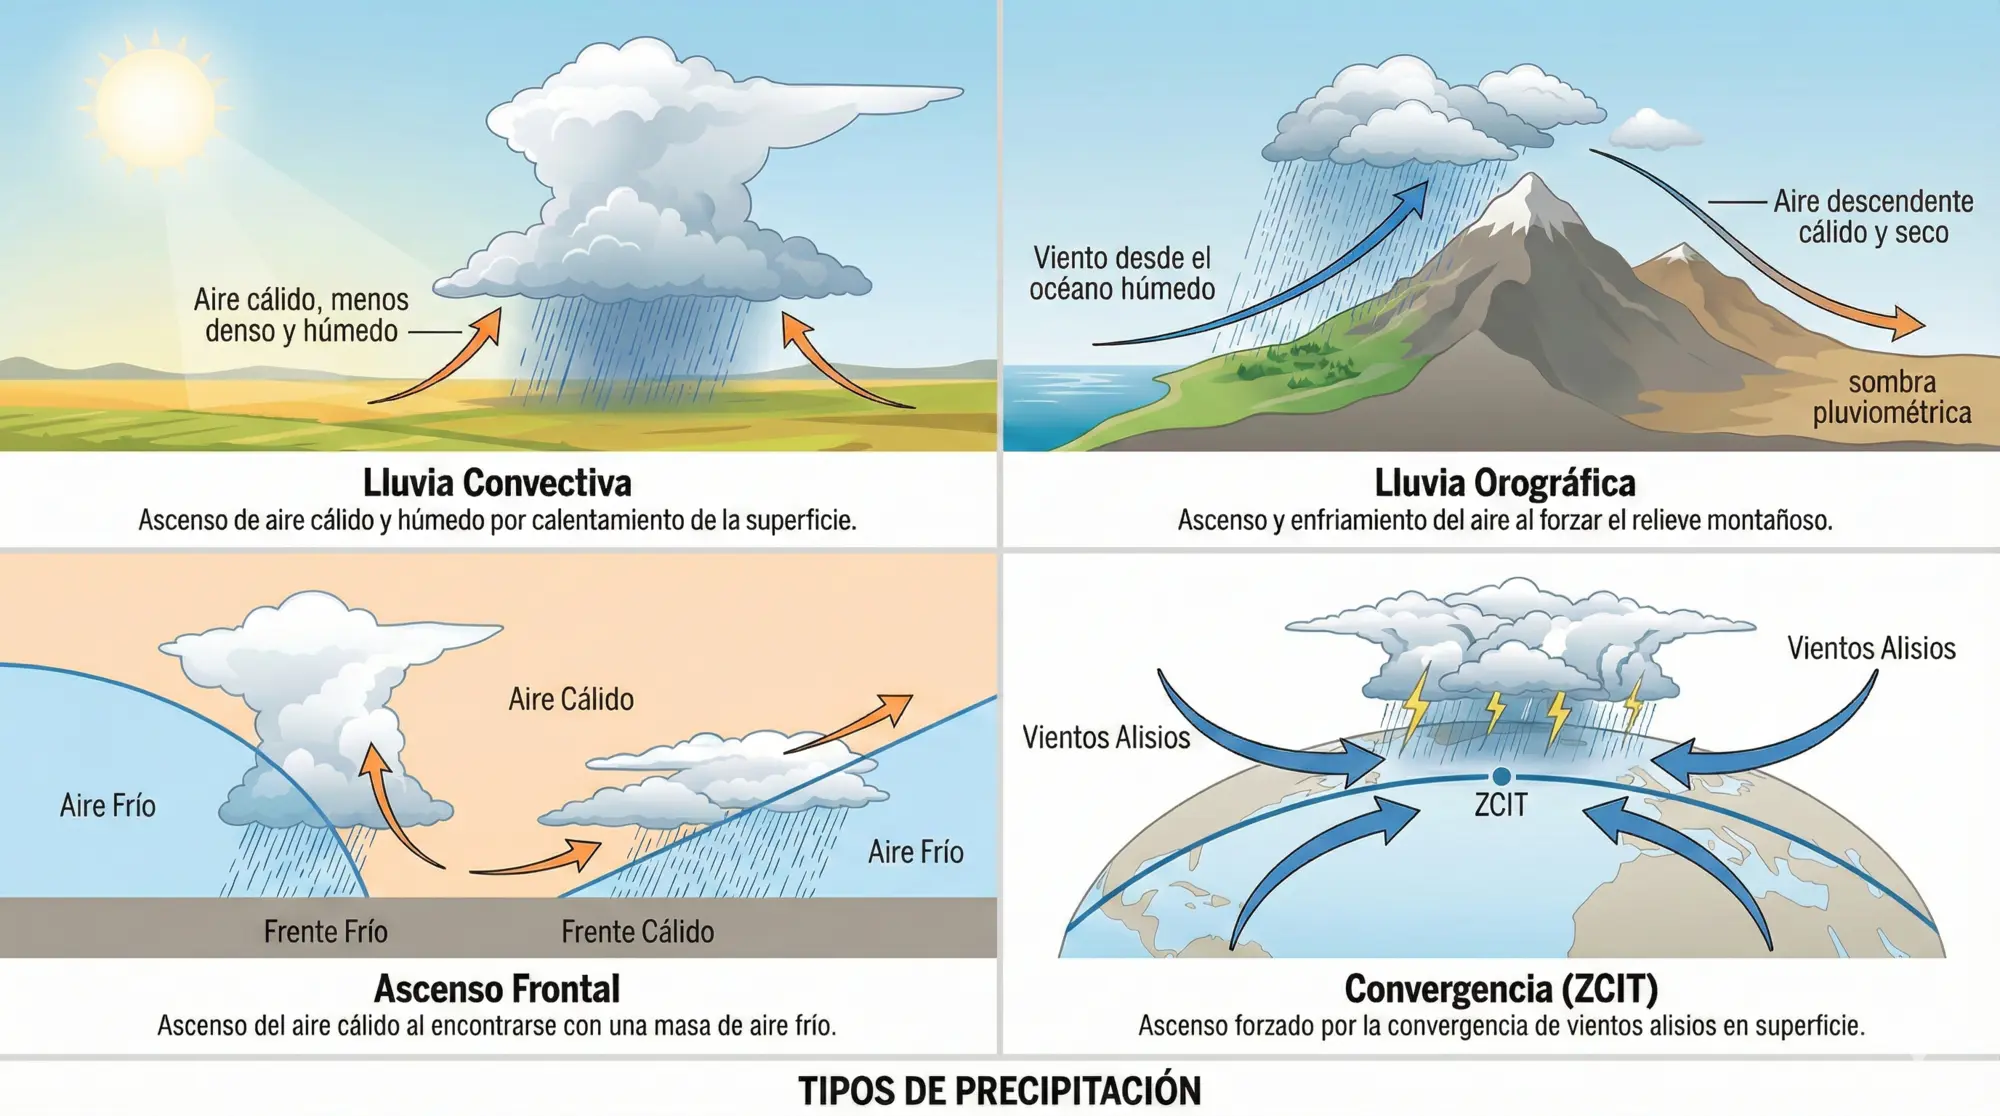 Aire cálido, menos
denso y húmedo
Lluvia Convectiva
Ascenso de aire cálido y húmedo por calentamiento de la superficie.
Viento desde el
océano húmedo
Aire descendente
cálido y seco
sombra
pluviométrica
Lluvia Orográfica
Ascenso y enfriamiento del aire al forzar el relieve montañoso.
Aire Cálido
Aire Frío
Aire Frío
Frente Frío
Frente Cálido
Ascenso Frontal
Ascenso del aire cálido al encontrarse con una masa de aire frío.
Vientos Alisios
Vientos Alisios
ZCIT
Convergencia (ZCIT)
Ascenso forzado por la convergencia de vientos alisios en superficie.
TIPOS DE PRECIPITACIÓN